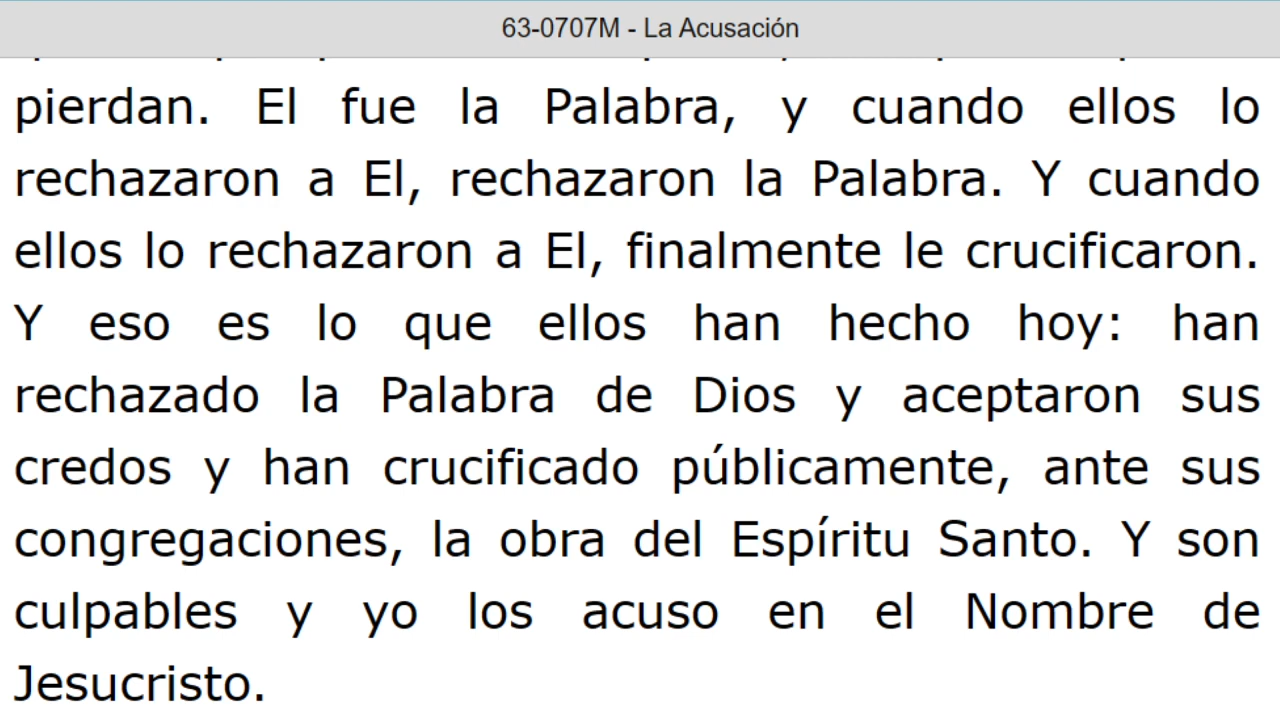 63-0707M - La Acusación
pierdan. El fue la Palabra, y cuando ellos lo
rechazaron a El, rechazaron la Palabra. Y cuando
ellos lo rechazaron a El, finalmente le crucificaron.
Y eso es lo que ellos han hecho hoy: han
rechazado la Palabra de Dios y aceptaron sus
credos y han crucificado públicamente, ante sus
congregaciones, la obra del Espíritu Santo. Y son
culpables y yo los acuso en el Nombre de
Jesucristo.